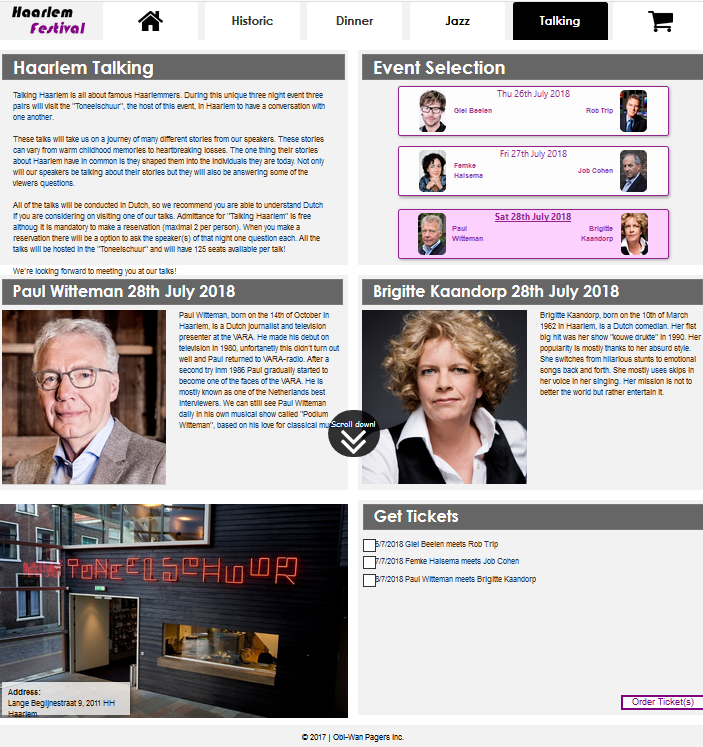 Haarlem
Festival
Historic
Dinner
Jazz
Talking
Haarlem Talking
Talking Haarlem is all about famous Haarlemmers. During this unique three night event three
pairs will visit the "Toneelschuur", the host of this event, in Haarlem to have a conversation with
one another.
These talks will take us on a journey of many different stories from our speakers. These stories
can vary from warm childhood memories to heartbreaking losses. The one thing their stories
about Haarlem have in common is they shaped them into the individuals they are today. Not only
will our speakers be talking about their stories but they will also be answering some of the
viewers questions.
All of the talks will be conducted in Dutch, so we recommend you are able to understand Dutch
if you are considering on visiting one of our talks. Admittance for "Talking Haarlem" is free
althoug it is mandatory to make a reservation (maximal 2 per person). When you make a
reservation there will be a option to ask the speaker(s) of that night one question each. All the
talks will be hosted in the "Toneelschuur" and will have 125 seats available per talk!
We're looking forward to meeting you at our talks!
Event Selection
Thu 26th July 2018
Giel Beelen
Rob Trip
Fri 27th July 2018
Femke
Halsema
Job Cohen
Sat 28th July 2018
Paul
Witteman
Brigitte
Kaandorp
Paul Witteman 28th July 2018
Paul Witteman, born on the 14th of October in
Haarlem, is a Dutch journalist and television
presenter at the VARA. He made his debut on
television in 1980, unfortanetly this didn't turn out
well and Paul returned to VARA-radio. After a
second try inm 1986 Paul gradually started to
become one of the faces of the VARA. He is
mostly known as one of the Netherlands best
interviewers. We can still see Paul Witteman
daily in his own musical show called "Podium
Witteman", based on his love for classical mu
Scroll down!
Brigitte Kaandorp 28th July 2018
Brigitte Kaandorp, born on the 10th of March
1962 in Haarlem, is a Dutch comedian. Her fist
big hit was her show "kouwe drukte" in 1990. Her
popularity is mostly thanks to her absurd style.
She switches from hilarious stunts to emotional
songs back and forth. She mostly uses skips in
her voice in her singing. Her mission is not to
better the world but rather entertain it.
TONEELSCHUUR
Address:
Lange Begijnestraat 9, 2011 HH
Haarlem
Get Tickets
6/7/2018 Giel Beelen meets Rob Trip
7/7/2018 Femke Halsema meets Job Cohen
8/7/2018 Paul Witteman meets Brigitte Kaandorp
Order Ticket(s)
© 2017 | Obi-Wan Pagers Inc.